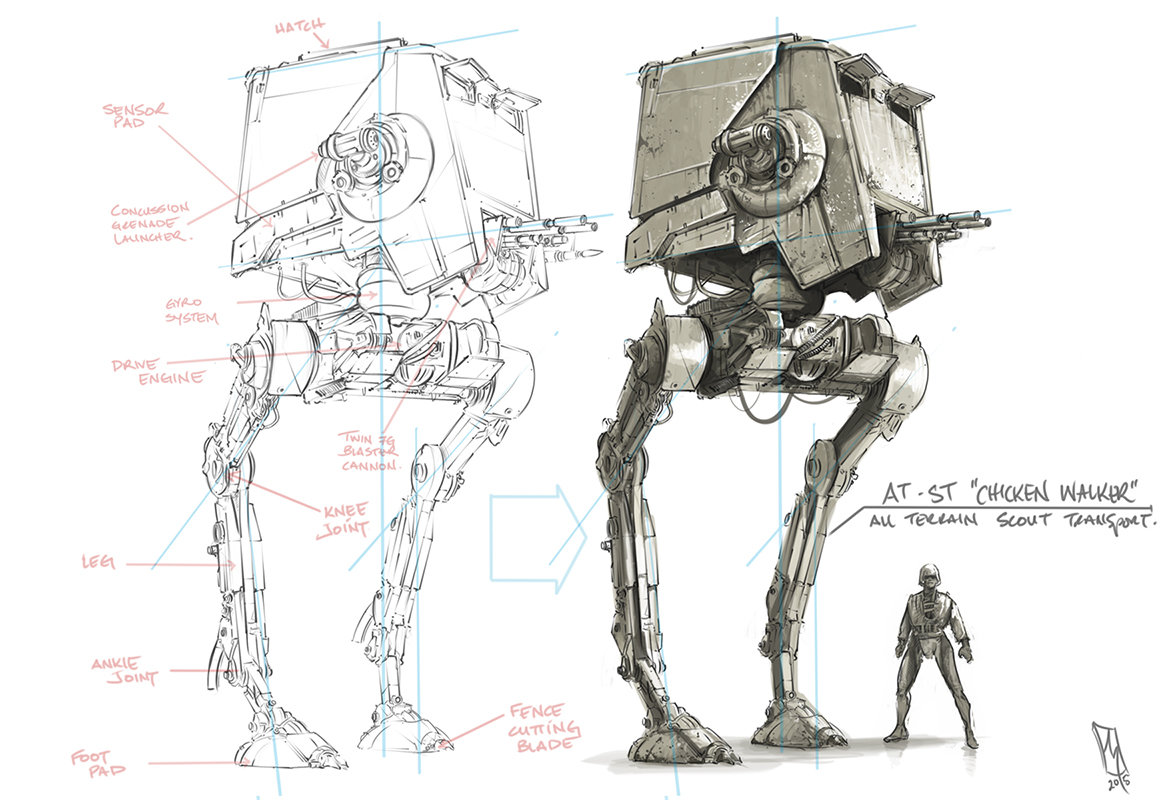 HATCH
SENSOR
PAD
CONCUSSION
GRENADE
LAUNCHER.
GYRO
SYSTEM
DRIVE
ENGINE
TWIN
BLASTER
CANNON.
KNEE
JOINT
LEG
ANKLE
JOINT
FOOT
PAD
FENCE
CUTTING
BLADE
AT-ST "CHICKEN WALKER"
ALL TERRAIN SCOUT TRANSPORT.
2015